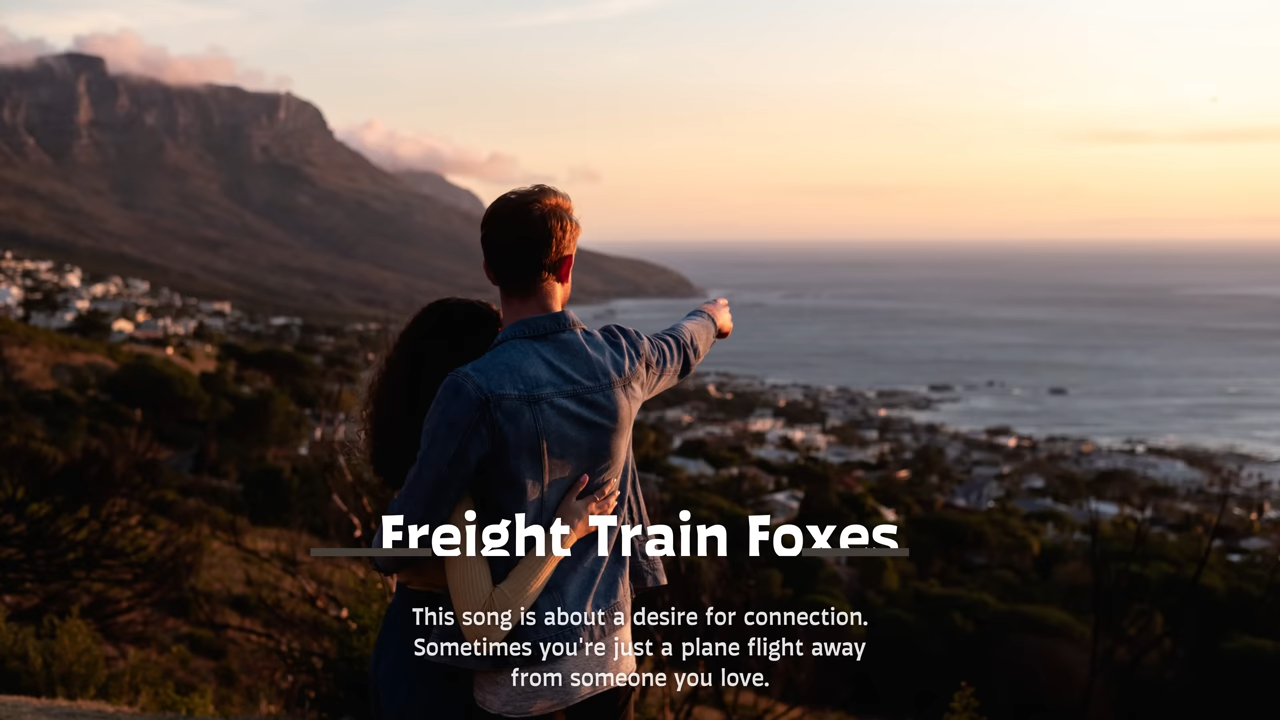 Freight Train Foxes
This song is about a desire for connection.
Sometimes you're just a plane flight away
from someone you love.